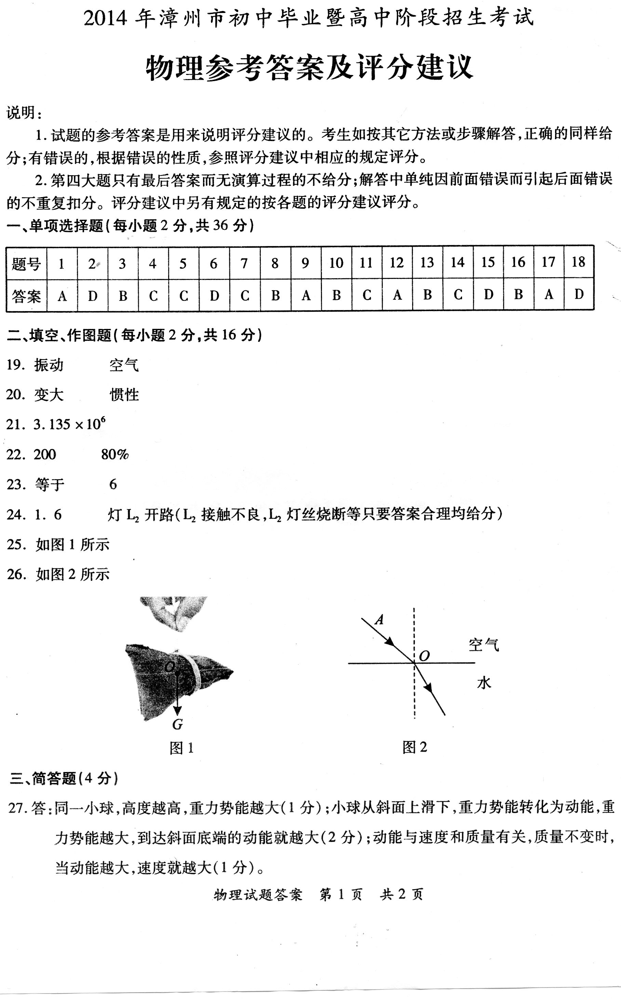 2014 年漳州市初中毕业暨高中阶段招生考试
物理参考答案及评分建议
说明:
1. 试题的参考答案是用来说明评分建议的。考生如按其它方法或步骤解答,正确的同样给
分;有错误的,根据错误的性质,参照评分建议中相应的规定评分。
2. 第四大题只有最后答案而无演算过程的不给分;解答中单纯因前面错误而引起后面错误
的不重复扣分。评分建议中另有规定的按各题的评分建议评分。
一、单项选择题(每小题 2 分,共 36 分)
题号 1 2 3 4 5 6 7 8 9 10 11 12 13 14 15 16 17 18
答案 A D B C C D C B A B C A B C D B A D
二、填空、作图题(每小题 2 分,共 16 分)
19. 振动 空气
20. 变大 惯性
21. 3.135 × 10⁶
22. 200 80%
23. 等于 6
24. 1. 6 灯 L₂ 开路(L₂ 接触不良,L₂ 灯丝烧断等只要答案合理均给分)
25. 如图 1 所示
26. 如图 2 所示
A
空气
O
O
水
G
图 1 图 2
三、简答题(4 分)
27. 答:同一小球,高度越高,重力势能越大(1 分);小球从斜面上滑下,重力势能转化为动能,重
力势能越大,到达斜面底端的动能就越大(2 分);动能与速度和质量有关,质量不变时,
当动能越大,速度就越大(1 分)。
物理试题答案 第 1 页 共 2 页